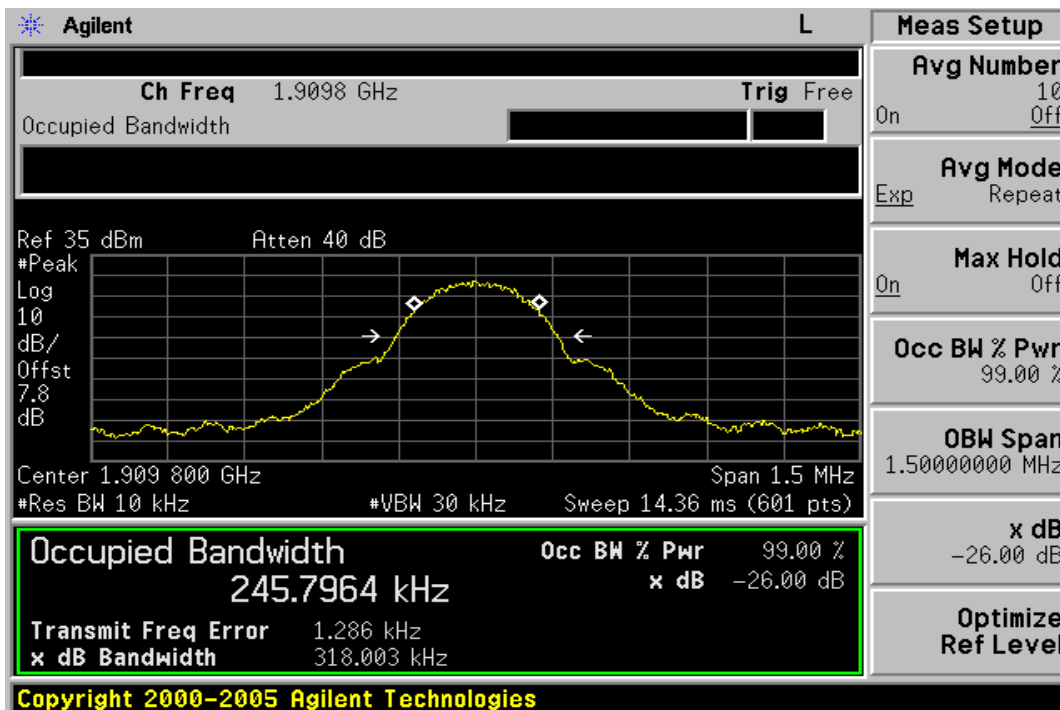 Agilent L
Ch Freq 1.9098 GHz Trig Free
Occupied Bandwidth
Ref 35 dBm Atten 40 dB
#Peak
Log
10
dB/
Offst
7.8
dB
Center 1.909 800 GHz Span 1.5 MHz
#Res BW 10 kHz #VBW 30 kHz Sweep 14.36 ms (601 pts)
Occupied Bandwidth Occ BW % Pwr 99.00 %
245.7964 kHz x dB -26.00 dB
Transmit Freq Error 1.286 kHz
x dB Bandwidth 318.003 kHz
Copyright 2000-2005 Agilent Technologies
Meas Setup
Avg Number
10
On Off
Avg Mode
Exp Repeat
Max Hold
On Off
Occ BW % Pwr
99.00 %
OBW Span
1.50000000 MHz
x dB
-26.00 dB
Optimize
Ref Level